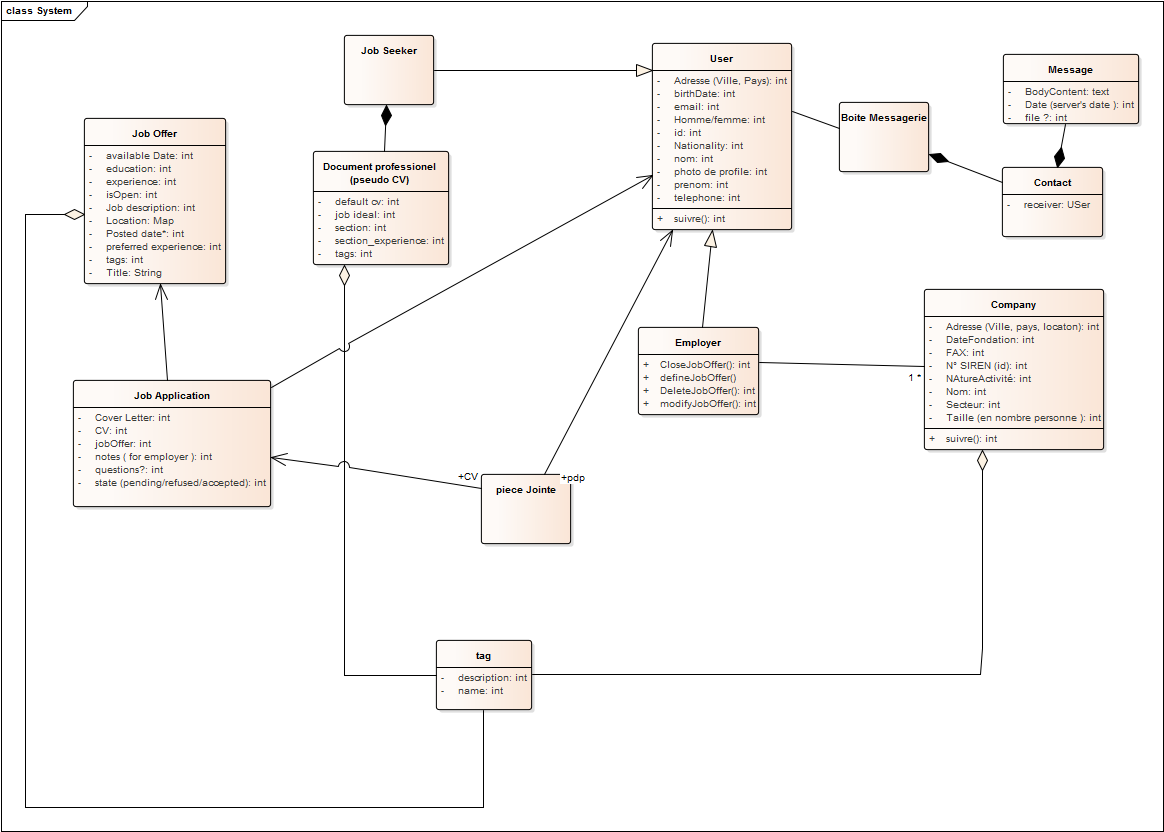 class System
Job Seeker
User
- Adresse (Ville, Pays): int
- birthDate: int
- email: int
- Homme/femme: int
- id: int
- Nationality: int
- nom: int
- photo de profile: int
- prenom: int
- telephone: int
+ suivre(): int
Message
- BodyContent: text
- Date (server's date ): int
- file ?: int
Boite Messagerie
Job Offer
- available Date: int
- education: int
- experience: int
- isOpen: int
- Job description: int
- Location: Map
- Posted date*: int
- preferred experience: int
- tags: int
- Title: String
Document professionel
(pseudo CV)
- default cv: int
- job ideal: int
- section: int
- section_experience: int
- tags: int
Contact
- receiver: USer
Company
- Adresse (Ville, pays, locaton): int
- DateFondation: int
- FAX: int
- N° SIREN (id): int
- NAtureActivité: int
- Nom: int
- Secteur: int
- Taille (en nombre personne ): int
+ suivre(): int
Employer
+ CloseJobOffer(): int
+ defineJobOffer()
+ DeleteJobOffer(): int
+ modifyJobOffer(): int
1 *
Job Application
- Cover Letter: int
- CV: int
- jobOffer: int
- notes ( for employer ): int
- questions?: int
- state (pending/refused/accepted): int
+CV
+pdp
piece Jointe
tag
- description: int
- name: int